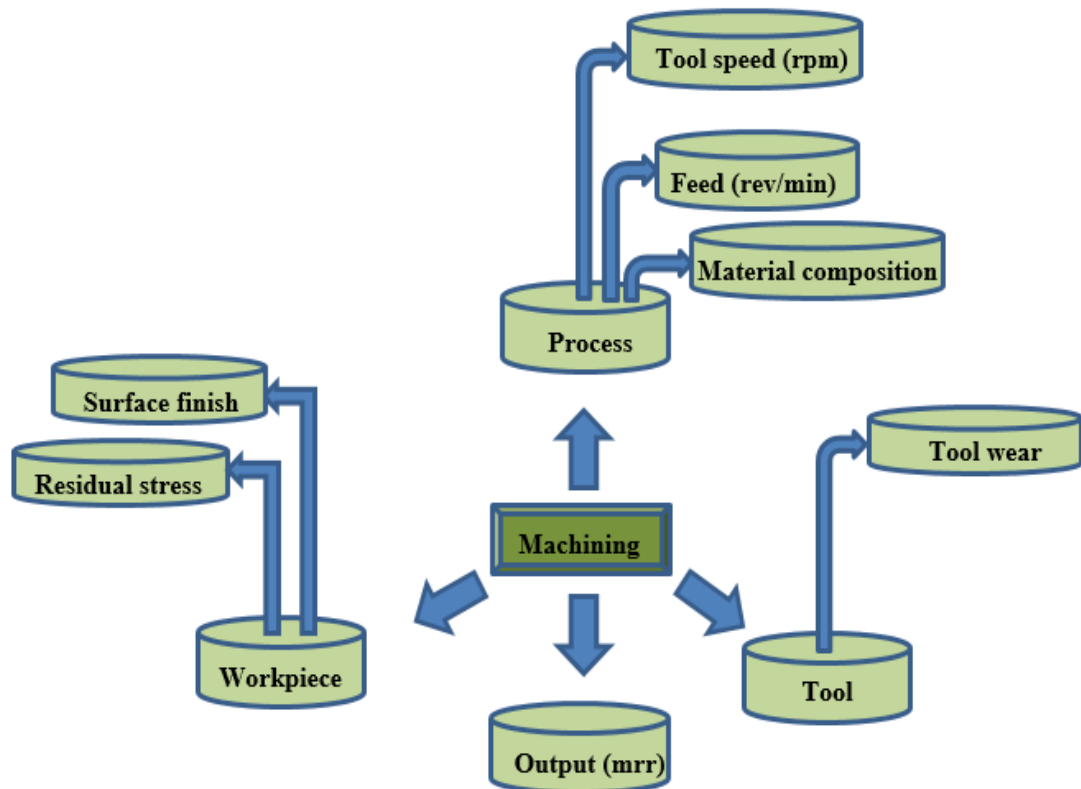 Tool speed (rpm)
Feed (rev/min)
Material composition
Process
Surface finish
Residual stress
Tool wear
Machining
Workpiece
Tool
Output (mrr)